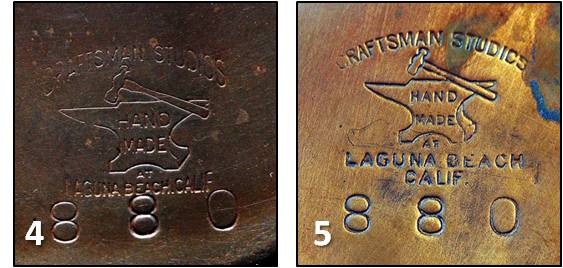 CRAFTSMAN STUDIOS
HAND
MADE
AT
LAGUNA BEACH, CALIF.
8 8 0
4
CRAFTSMAN STUDIOS
HAND
MADE
AT
LAGUNA BEACH
CALIF.
8 8 0
5